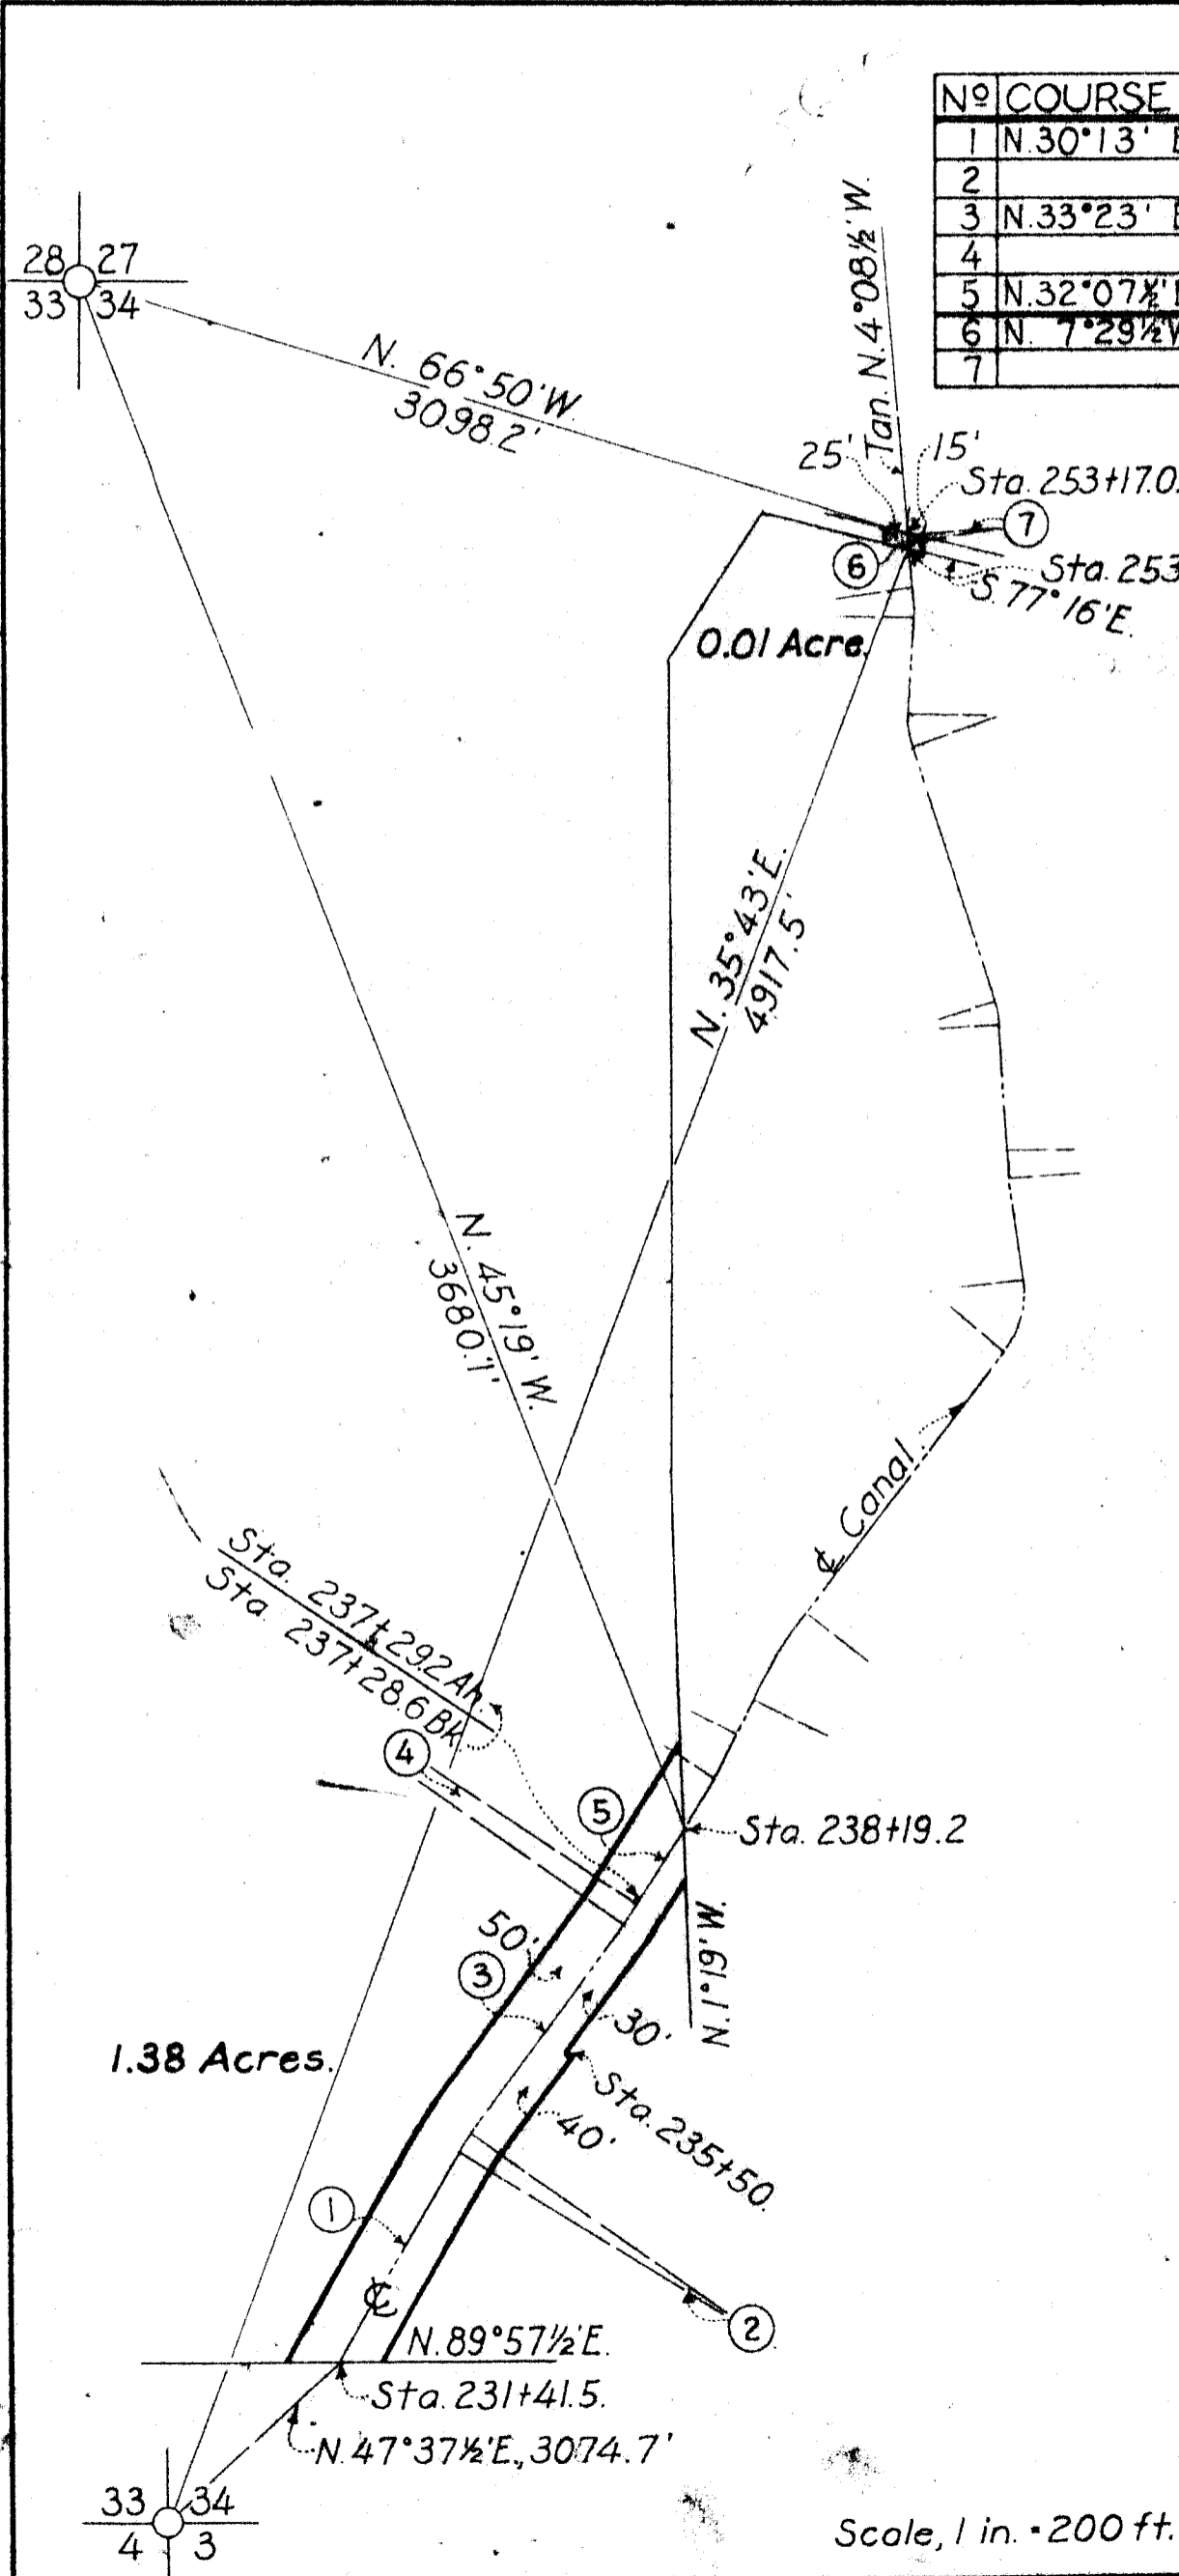 Nº COURSE
1 N.30°13' E
2
3 N.33°23' E
4
5 N.32°07½'
6 N. 7°29½'W
7
28 27
33 34
N. 66°50'W.
3098.2'
Tan. N.4°08½'W.
25'
15'
Sta. 253+17.0
7
6
Sta. 253
S.77°16'E.
0.01 Acre.
N.35°43'E.
4917.5'
N. 45°19' W.
3680.1'
℄ Canal
Sta. 237+29.2 Ah.
Sta. 237+28.6 Bk.
4
5
Sta. 238+19.2
50'
N.1°19'W.
3
30'
1.38 Acres.
Sta. 235+50.
40'
1
℄
2
N.89°57½'E.
Sta. 231+41.5.
N.47°37½'E., 3074.7'
33 34
4 3
Scale, 1 in. = 200 ft.